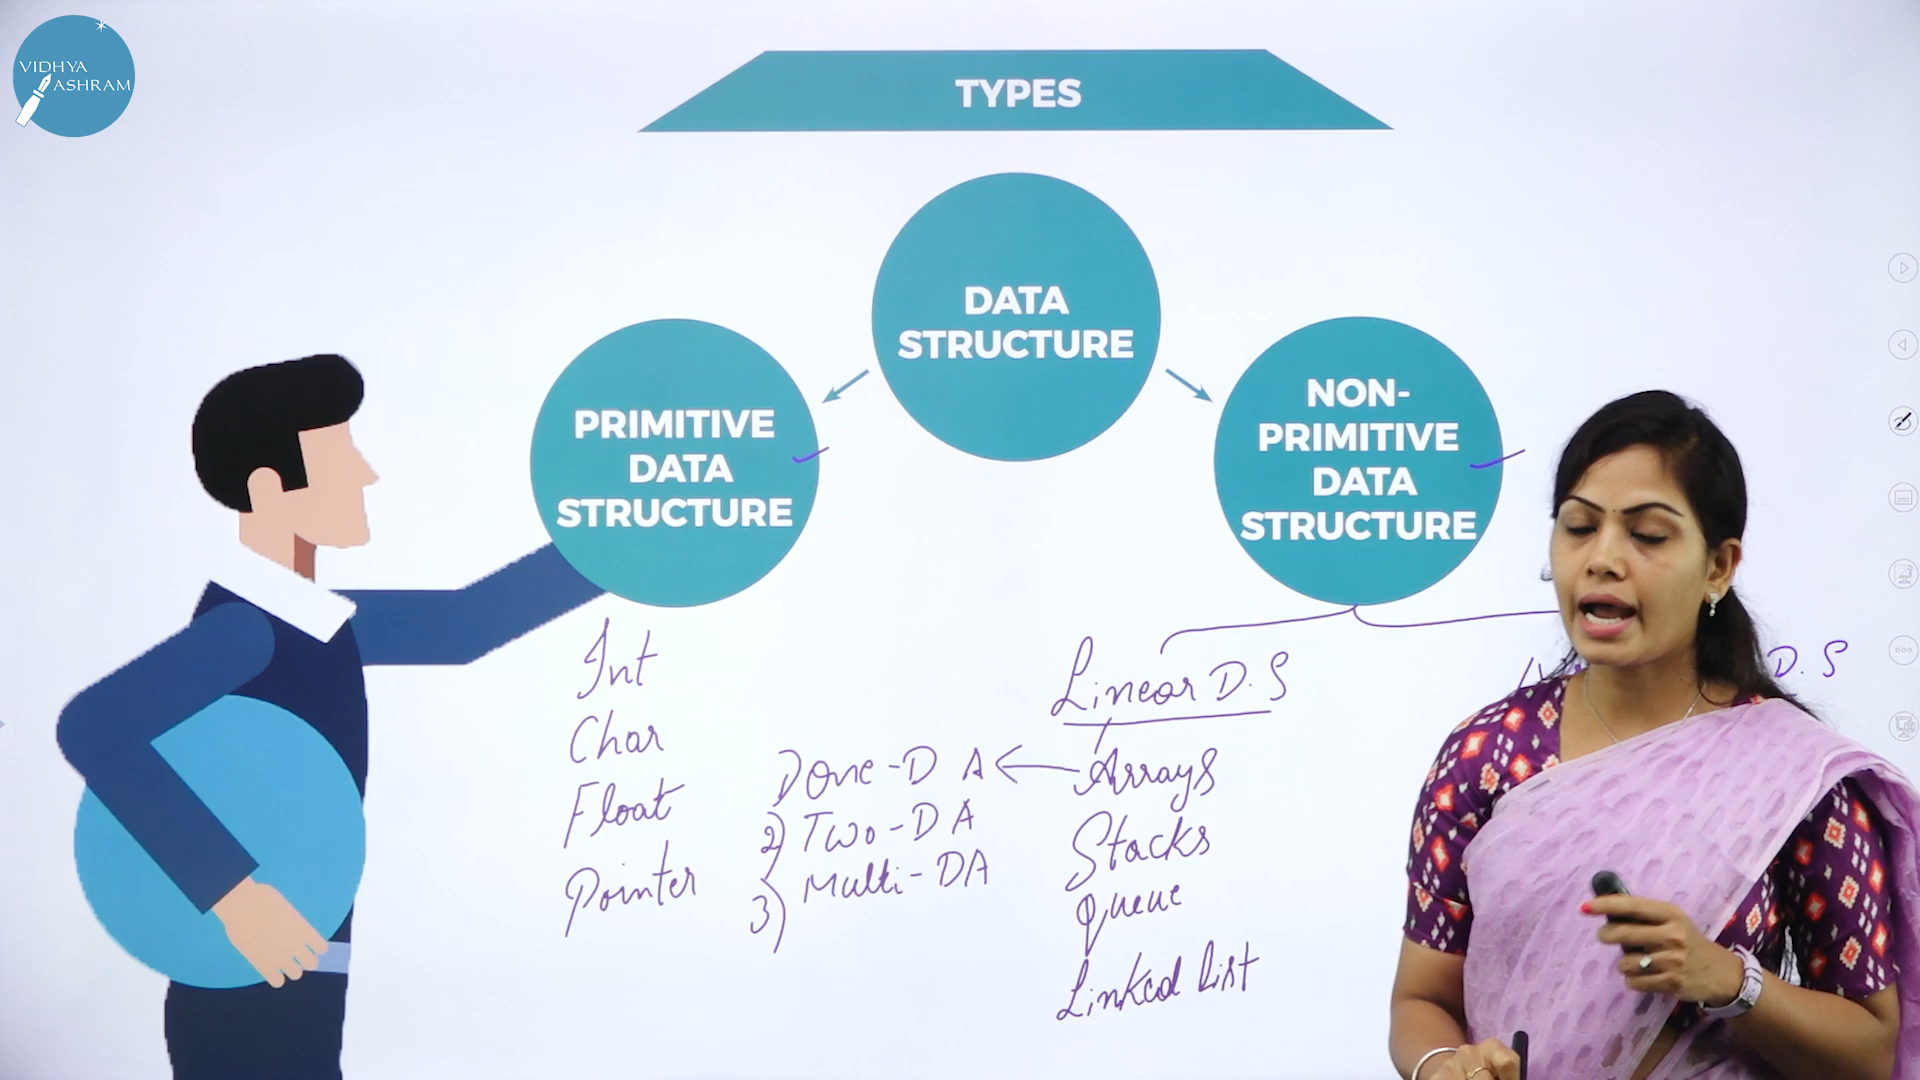 VIDHYA
ASHRAM
TYPES
DATA
STRUCTURE
PRIMITIVE
DATA
STRUCTURE
NON-
PRIMITIVE
DATA
STRUCTURE
Int
Char
Float
Pointer
Linear D.S
D.S
Arrays
One-D A
2) Two-D A
3) Multi-DA
Stacks
Queue
Linked List